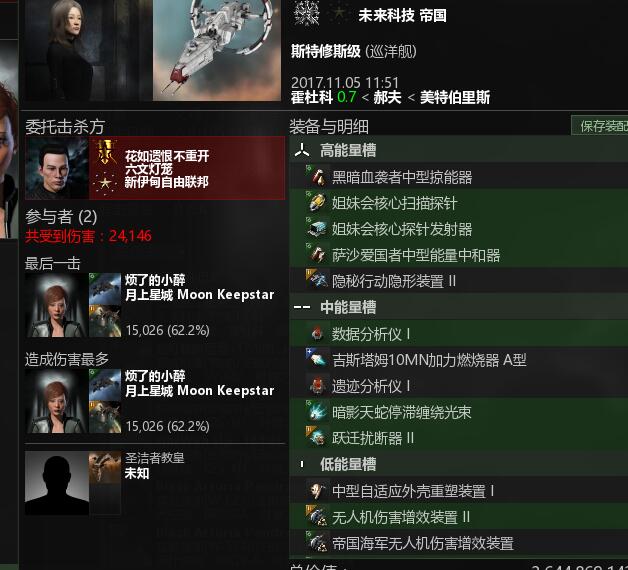 未来科技 帝国
斯特修斯级 (巡洋舰)
2017.11.05 11:51
霍杜科 0.7 < 郝夫 < 美特伯里斯
委托击杀方
花如遗恨不重开
六文灯笼
新伊甸自由联邦
参与者 (2)
共受到伤害：24,146
最后一击
烦了的小醉
月上星城 Moon Keepstar
15,026 (62.2%)
造成伤害最多
烦了的小醉
月上星城 Moon Keepstar
15,026 (62.2%)
圣洁者教皇
未知
装备与明细
保存装配
高能量槽
黑暗血袭者中型掠能器
姐妹会核心扫描探针
姐妹会核心探针发射器
萨沙爱国者中型能量中和器
隐秘行动隐形装置 II
中能量槽
数据分析仪 I
吉斯塔姆10MN加力燃烧器 A型
遗迹分析仪 I
暗影天蛇停滞缠绕光束
跃迁扰断器 II
低能量槽
中型自适应外壳重塑装置 I
无人机伤害增效装置 II
帝国海军无人机伤害增效装置